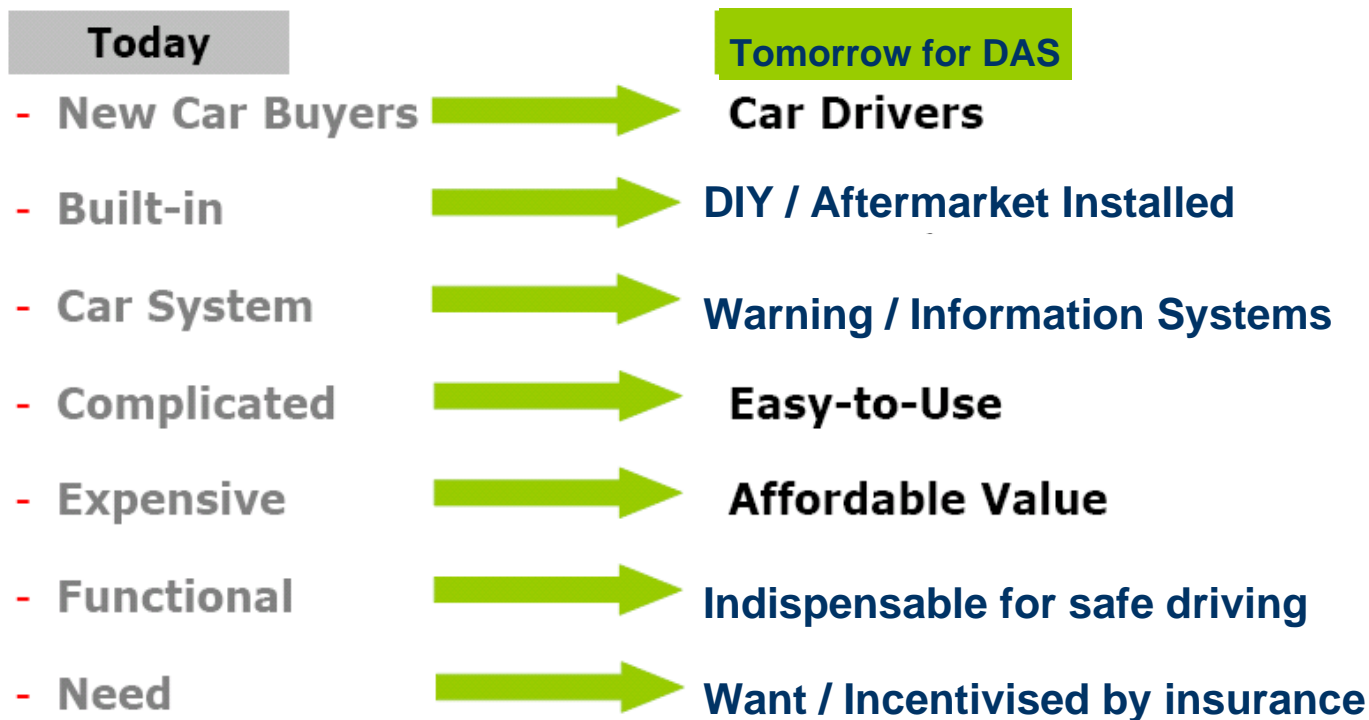 Today Tomorrow for DAS
- New Car Buyers Car Drivers
- Built-in DIY / Aftermarket Installed
- Car System Warning / Information Systems
- Complicated Easy-to-Use
- Expensive Affordable Value
- Functional Indispensable for safe driving
- Need Want / Incentivised by insurance